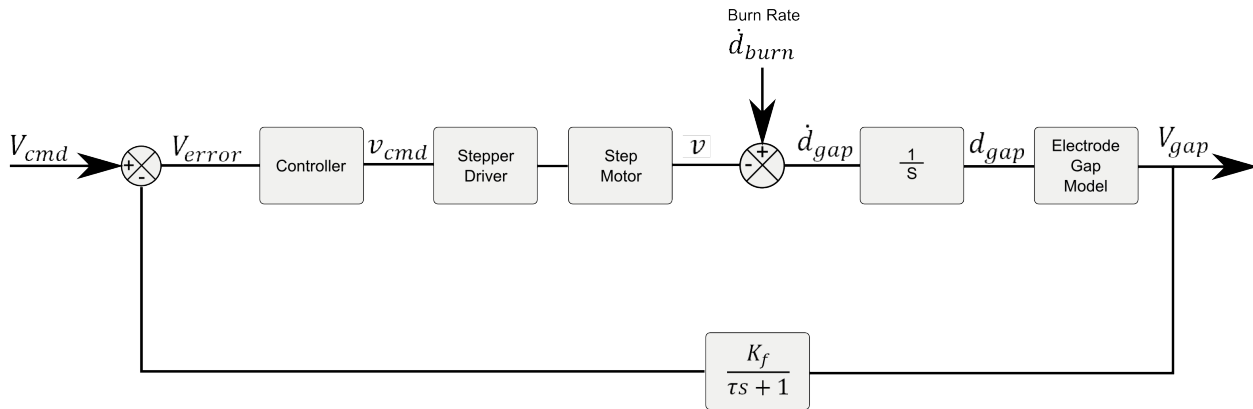 Burn Rate
ḋ_burn
V_cmd
+
-
V_error
Controller
v_cmd
Stepper
Driver
Step
Motor
v
-
+
ḋ_gap
1
S
d_gap
Electrode
Gap
Model
V_gap
K_f
τs + 1